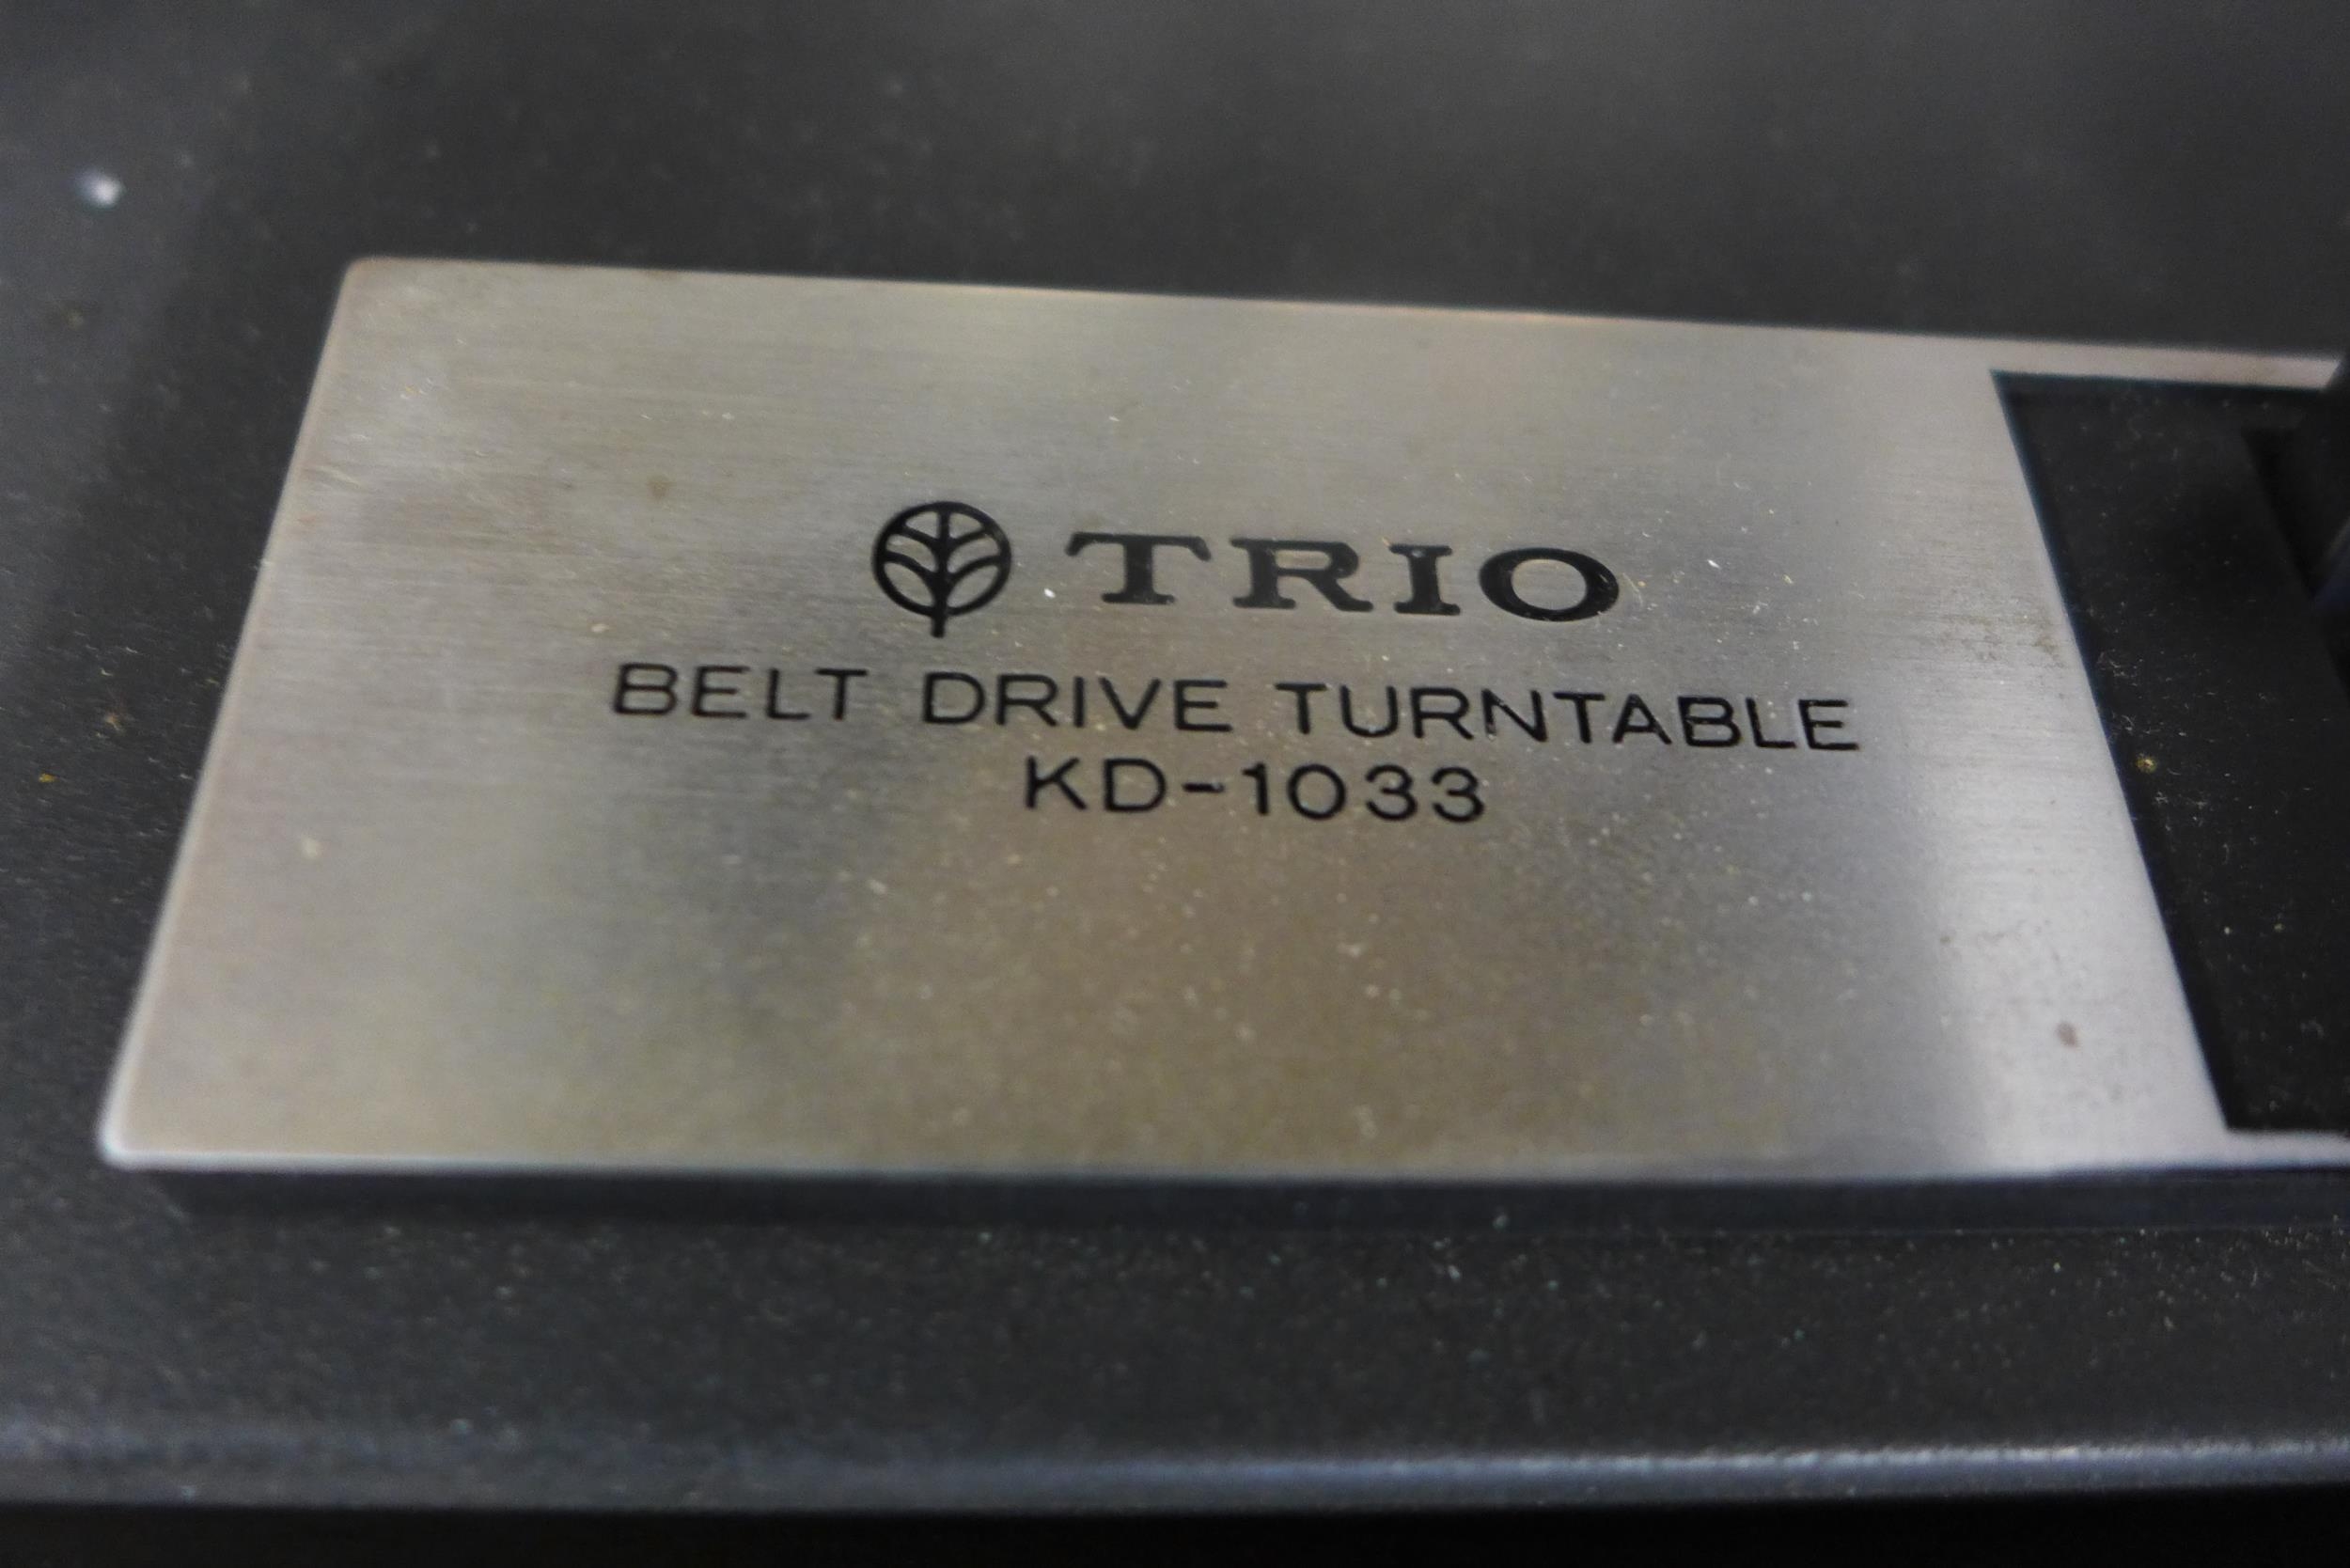 TRIO
BELT DRIVE TURNTABLE
KD-1033